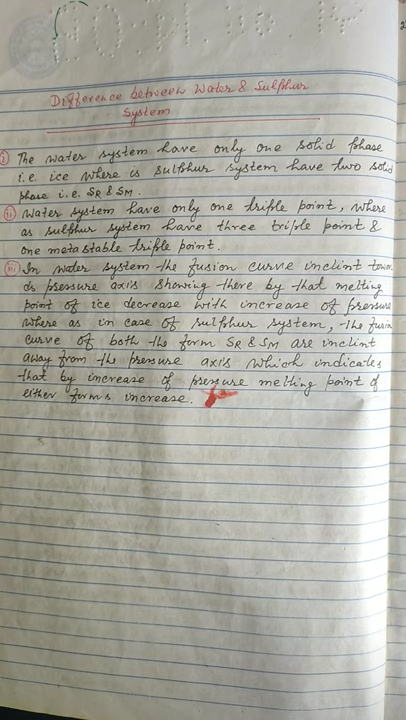 Difference between Water & Sulphur
System
(i) The water system have only one solid phase
i.e. ice where as sulphur system have two solid
phase i.e. SR & SM.
(ii) Water system have only one triple point, where
as sulphur system have three triple point &
one metastable triple point.
(iii) In water system the fusion curve inclint towar
ds pressure axis showing there by that melting
point of ice decrease with increase of pressure
where as in case of sulphur system, the fusion
curve of both the form SR & SM are inclint
away from the pressure axis which indicates
that by increase of pressure melting point of
either forms increase.